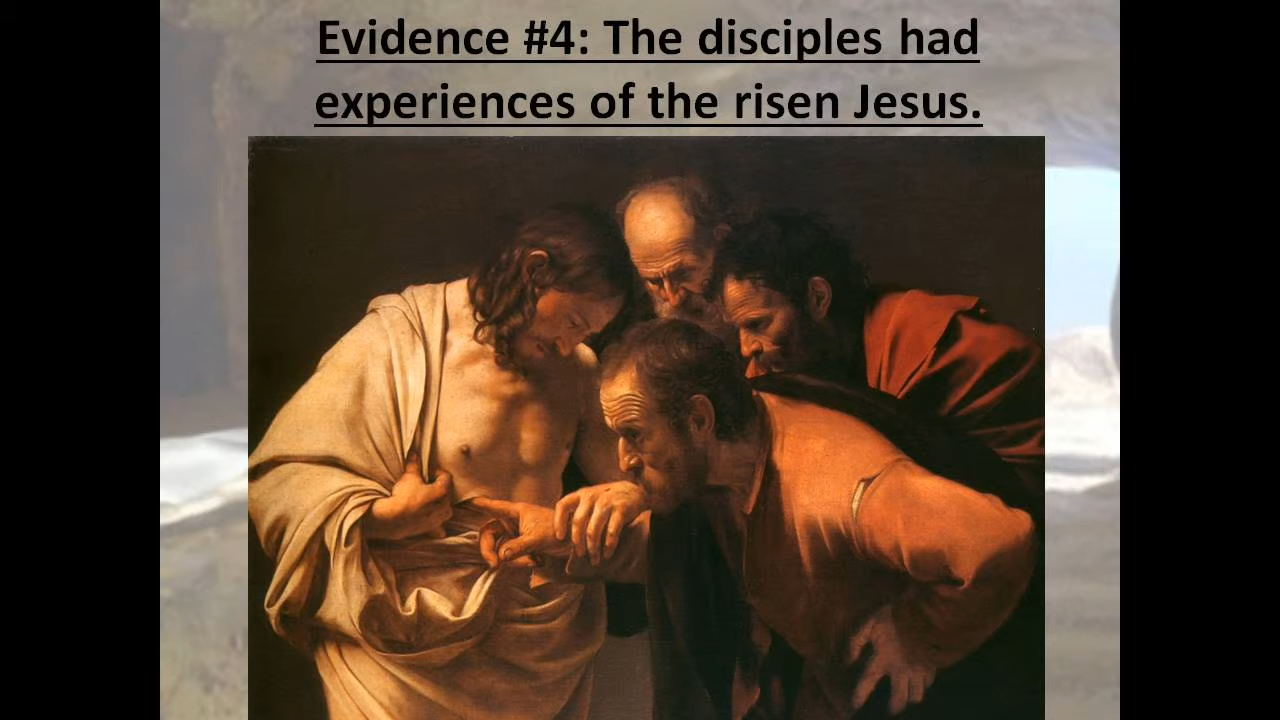 Evidence #4: The disciples had
experiences of the risen Jesus.